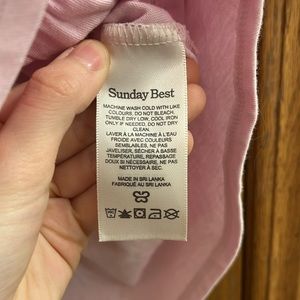 Sunday Best
MACHINE WASH COLD WITH LIKE
COLOURS, DO NOT BLEACH,
TUMBLE DRY LOW, COOL IRON
ONLY IF NEEDED, DO NOT DRY
CLEAN.
LAVER À LA MACHINE À L'EAU
FROIDE AVEC COULEURS
SEMBLABLES, NE PAS
JAVELISER, SÉCHER À BASSE
TEMPÉRATURE, REPASSAGE
DOUX SI NÉCESSAIRE, NE PAS
NETTOYER À SEC.
MADE IN SRI LANKA
FABRIQUÉ AU SRI LANKA